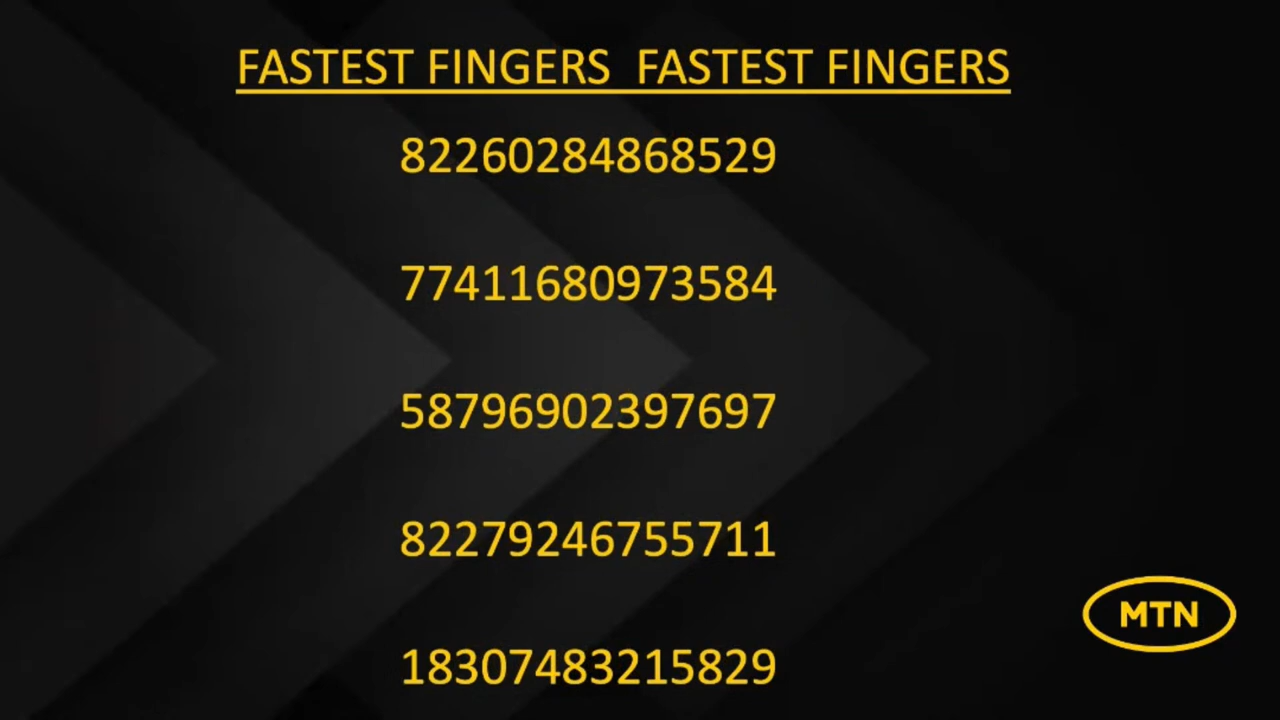 FASTEST FINGERS  FASTEST FINGERS
82260284868529
77411680973584
58796902397697
82279246755711
18307483215829
MTN